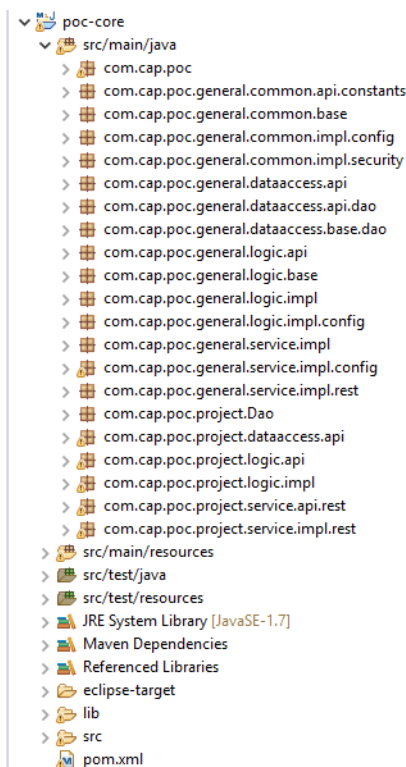 poc-core
src/main/java
com.cap.poc
com.cap.poc.general.common.api.constants
com.cap.poc.general.common.base
com.cap.poc.general.common.impl.config
com.cap.poc.general.common.impl.security
com.cap.poc.general.dataaccess.api
com.cap.poc.general.dataaccess.api.dao
com.cap.poc.general.dataaccess.base.dao
com.cap.poc.general.logic.api
com.cap.poc.general.logic.base
com.cap.poc.general.logic.impl
com.cap.poc.general.logic.impl.config
com.cap.poc.general.service.impl
com.cap.poc.general.service.impl.config
com.cap.poc.general.service.impl.rest
com.cap.poc.project.Dao
com.cap.poc.project.dataaccess.api
com.cap.poc.project.logic.api
com.cap.poc.project.logic.impl
com.cap.poc.project.service.api.rest
com.cap.poc.project.service.impl.rest
src/main/resources
src/test/java
src/test/resources
JRE System Library [JavaSE-1.7]
Maven Dependencies
Referenced Libraries
eclipse-target
lib
src
pom.xml